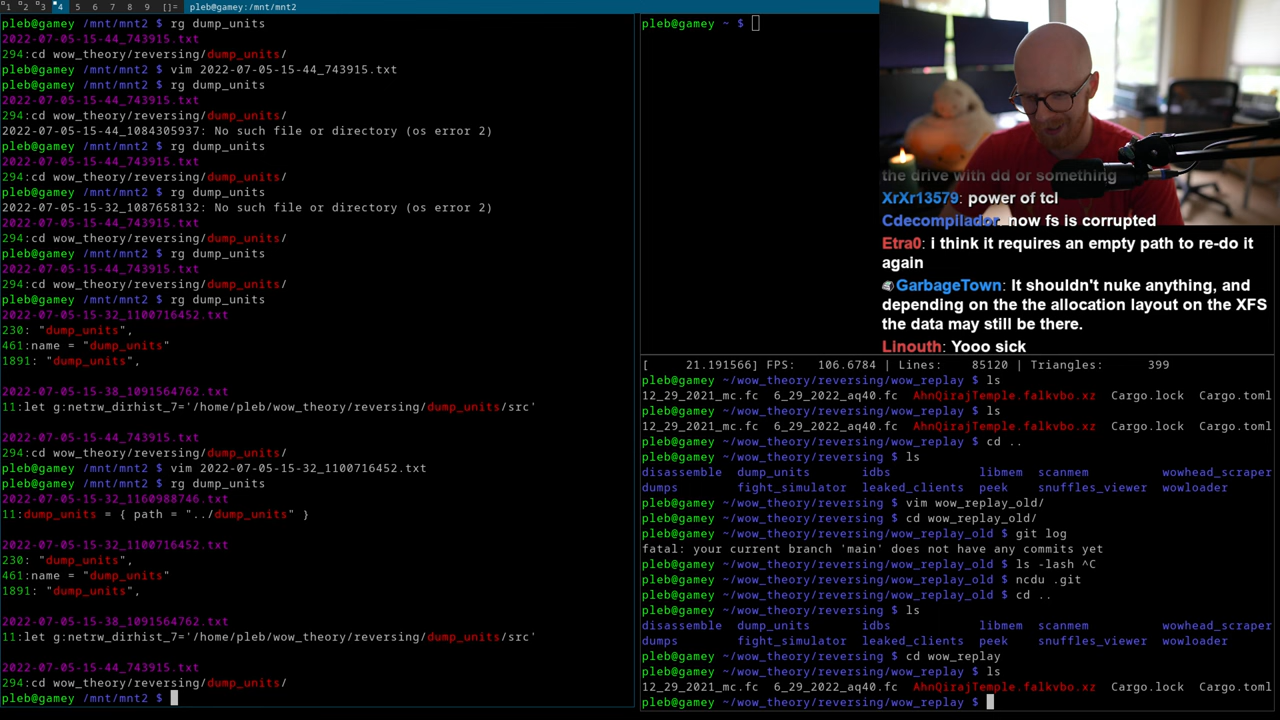 1 2 3 4 5 6 7 8 9 []= pleb@gamey:/mnt/mnt2
pleb@gamey /mnt/mnt2 $ rg dump_units
2022-07-05-15-44_743915.txt
294:cd wow_theory/reversing/dump_units/
pleb@gamey /mnt/mnt2 $ vim 2022-07-05-15-44_743915.txt
pleb@gamey /mnt/mnt2 $ rg dump_units
2022-07-05-15-44_743915.txt
294:cd wow_theory/reversing/dump_units/
2022-07-05-15-44_1084305937: No such file or directory (os error 2)
pleb@gamey /mnt/mnt2 $ rg dump_units
2022-07-05-15-44_743915.txt
294:cd wow_theory/reversing/dump_units/
pleb@gamey /mnt/mnt2 $ rg dump_units
2022-07-05-15-32_1087658132: No such file or directory (os error 2)
2022-07-05-15-44_743915.txt
294:cd wow_theory/reversing/dump_units/
pleb@gamey /mnt/mnt2 $ rg dump_units
2022-07-05-15-44_743915.txt
294:cd wow_theory/reversing/dump_units/
pleb@gamey /mnt/mnt2 $ rg dump_units
2022-07-05-15-32_1100716452.txt
230: "dump_units",
461:name = "dump_units"
1891: "dump_units",
2022-07-05-15-38_1091564762.txt
11:let g:netrw_dirhist_7='/home/pleb/wow_theory/reversing/dump_units/src'
2022-07-05-15-44_743915.txt
294:cd wow_theory/reversing/dump_units/
pleb@gamey /mnt/mnt2 $ vim 2022-07-05-15-32_1100716452.txt
pleb@gamey /mnt/mnt2 $ rg dump_units
2022-07-05-15-32_1160988746.txt
11:dump_units = { path = "../dump_units" }
2022-07-05-15-32_1100716452.txt
230: "dump_units",
461:name = "dump_units"
1891: "dump_units",
2022-07-05-15-38_1091564762.txt
11:let g:netrw_dirhist_7='/home/pleb/wow_theory/reversing/dump_units/src'
2022-07-05-15-44_743915.txt
294:cd wow_theory/reversing/dump_units/
pleb@gamey /mnt/mnt2 $
pleb@gamey ~ $
the drive with dd or something
XrXr13579: power of tcl
Cdecompilador: now fs is corrupted
Etra0: i think it requires an empty path to re-do it
again
GarbageTown: It shouldn't nuke anything, and
depending on the the allocation layout on the XFS
the data may still be there.
Linouth: Yooo sick
[ 21.191566] FPS: 106.6784 | Lines: 85120 | Triangles: 399
pleb@gamey ~/wow_theory/reversing/wow_replay $ ls
12_29_2021_mc.fc 6_29_2022_aq40.fc AhnQirajTemple.falkvbo.xz Cargo.lock Cargo.toml
pleb@gamey ~/wow_theory/reversing/wow_replay $ ls
12_29_2021_mc.fc 6_29_2022_aq40.fc AhnQirajTemple.falkvbo.xz Cargo.lock Cargo.toml
pleb@gamey ~/wow_theory/reversing/wow_replay $ cd ..
pleb@gamey ~/wow_theory/reversing $ ls
disassemble dump_units idbs libmem scanmem wowhead_scraper
dumps fight_simulator leaked_clients peek snuffles_viewer wowloader
pleb@gamey ~/wow_theory/reversing $ vim wow_replay_old/
pleb@gamey ~/wow_theory/reversing $ cd wow_replay_old/
pleb@gamey ~/wow_theory/reversing/wow_replay_old $ git log
fatal: your current branch 'main' does not have any commits yet
pleb@gamey ~/wow_theory/reversing/wow_replay_old $ ls -lash ^C
pleb@gamey ~/wow_theory/reversing/wow_replay_old $ ncdu .git
pleb@gamey ~/wow_theory/reversing/wow_replay_old $ cd ..
pleb@gamey ~/wow_theory/reversing $ ls
disassemble dump_units idbs libmem scanmem wowhead_scraper
dumps fight_simulator leaked_clients peek snuffles_viewer wowloader
pleb@gamey ~/wow_theory/reversing $ cd wow_replay
pleb@gamey ~/wow_theory/reversing/wow_replay $ ls
12_29_2021_mc.fc 6_29_2022_aq40.fc AhnQirajTemple.falkvbo.xz Cargo.lock Cargo.toml
pleb@gamey ~/wow_theory/reversing/wow_replay $